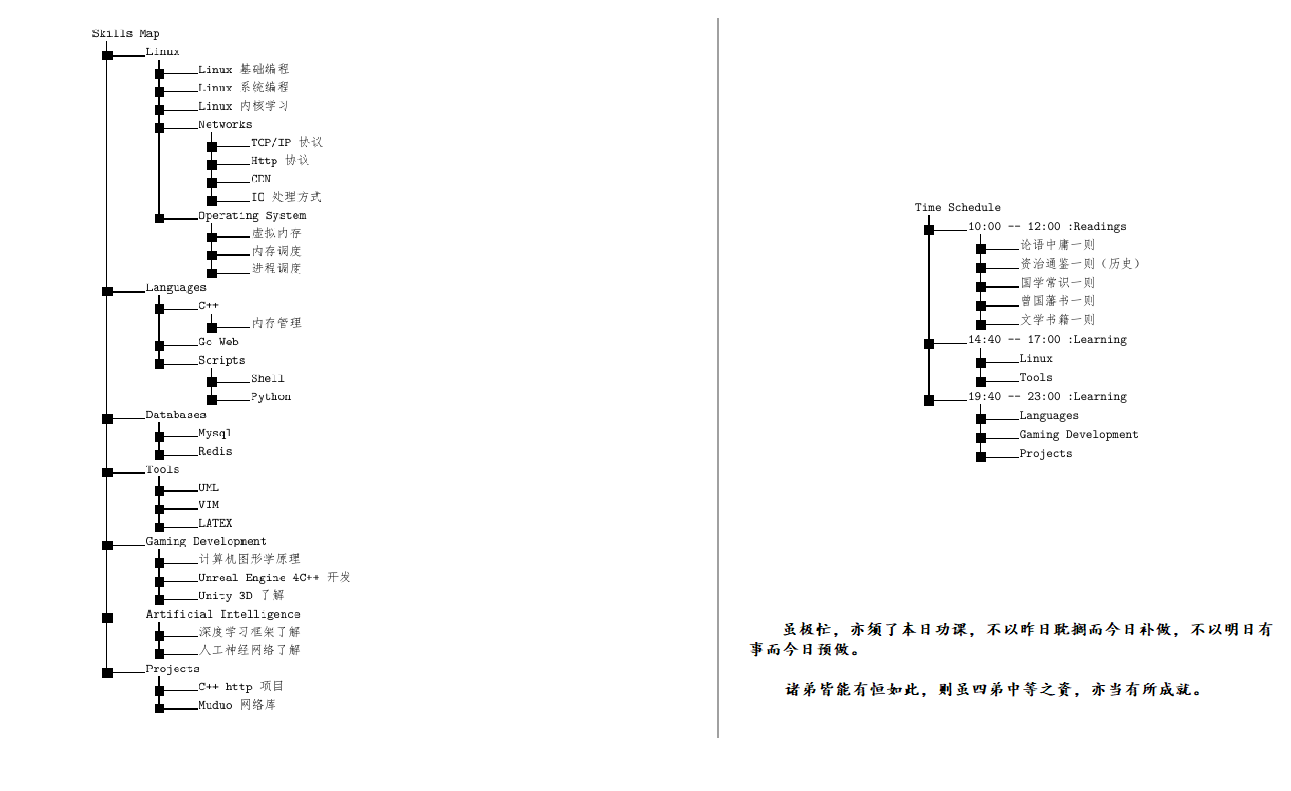 Skills Map
Linux
Linux 基础编程
Linux 系统编程
Linux 内核学习
Networks
TCP/IP 协议
Http 协议
CDN
IO 处理方式
Operating System
虚拟内存
内存调度
进程调度
Languages
C++
内存管理
Go Web
Scripts
Shell
Python
Databases
Mysql
Redis
Tools
UML
VIM
LATEX
Gaming Development
计算机图形学原理
Unreal Engine 4C++ 开发
Unity 3D 了解
Artificial Intelligence
深度学习框架了解
人工神经网络了解
Projects
C++ http 项目
Muduo 网络库
Time Schedule
10:00 -- 12:00 :Readings
论语中庸一则
资治通鉴一则（历史）
国学常识一则
曾国藩书一则
文学书籍一则
14:40 -- 17:00 :Learning
Linux
Tools
19:40 -- 23:00 :Learning
Languages
Gaming Development
Projects
虽极忙，亦须了本日功课，不以昨日耽搁而今日补做，不以明日有
事而今日预做。
诸弟皆能有恒如此，则虽四弟中等之资，亦当有所成就。